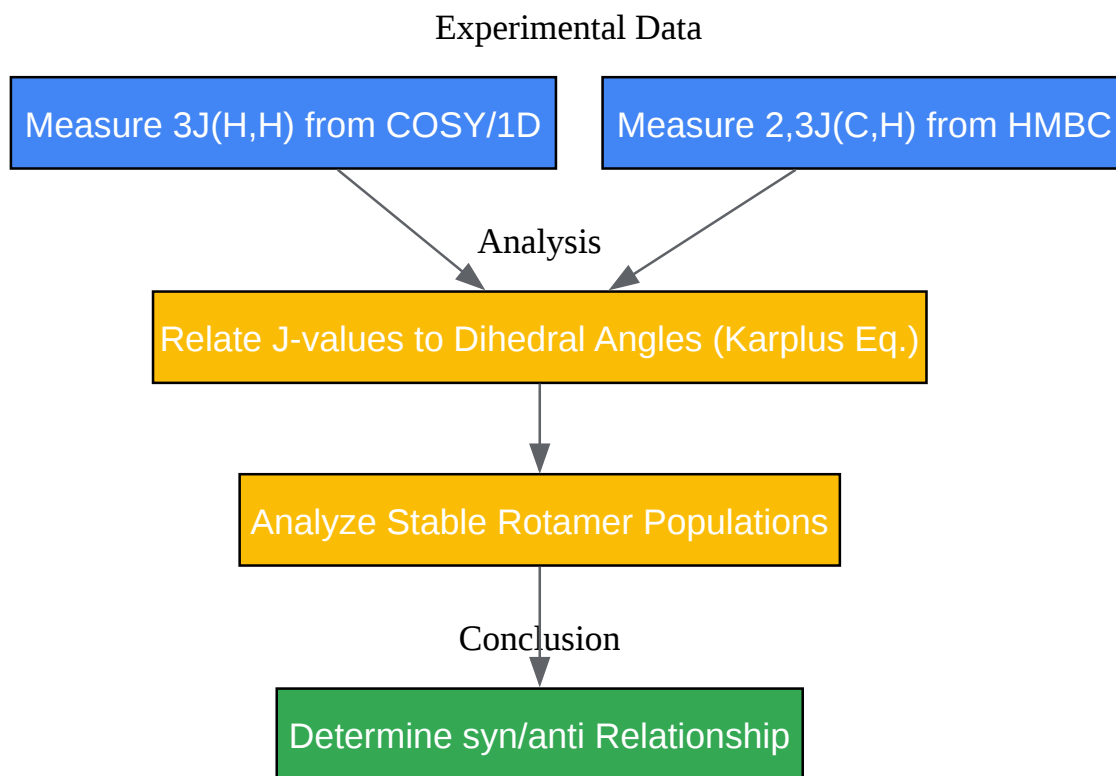 Experimental Data
Measure 3J(H,H) from COSY/1D
Measure 2,3J(C,H) from HMBC
Analysis
Relate J-values to Dihedral Angles (Karplus Eq.)
Analyze Stable Rotamer Populations
Conclusion
Determine syn/anti Relationship